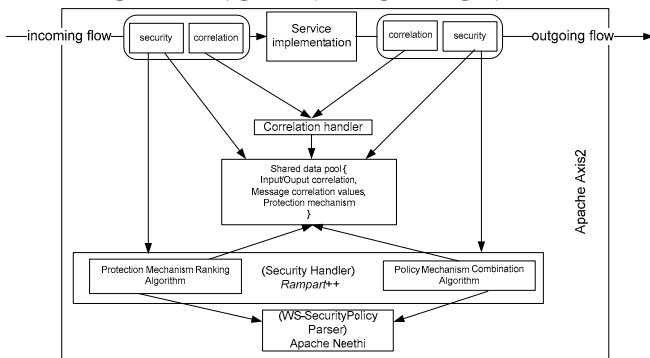 incoming flow
security
correlation
Service
implementation
correlation
security
outgoing flow
Correlation handler
Shared data pool{
Input/Ouput correlation,
Message correlation values,
Protection mechanism
}
Apache Axis2
Protection Mechanism Ranking
Algorithm
(Security Handler)
Rampart++
Policy Mechanism Combination
Algorithm
(WS-SecurityPolicy
Parser)
Apache Neethi